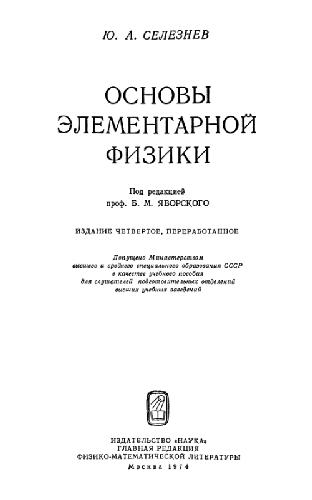 Ю. А. СЕЛЕЗНЕВ
ОСНОВЫ
ЭЛЕМЕНТАРНОЙ
ФИЗИКИ
Под редакцией
проф. Б. М. ЯВОРСКОГО
ИЗДАНИЕ ЧЕТВЕРТОЕ, ПЕРЕРАБОТАННОЕ
Допущено Министерством
высшего и среднего специального образования СССР
в качестве учебного пособия
для слушателей подготовительных отделений
высших учебных заведений
ИЗДАТЕЛЬСТВО «НАУКА»
ГЛАВНАЯ РЕДАКЦИЯ
ФИЗИКО-МАТЕМАТИЧЕСКОЙ ЛИТЕРАТУРЫ
Москва 1974